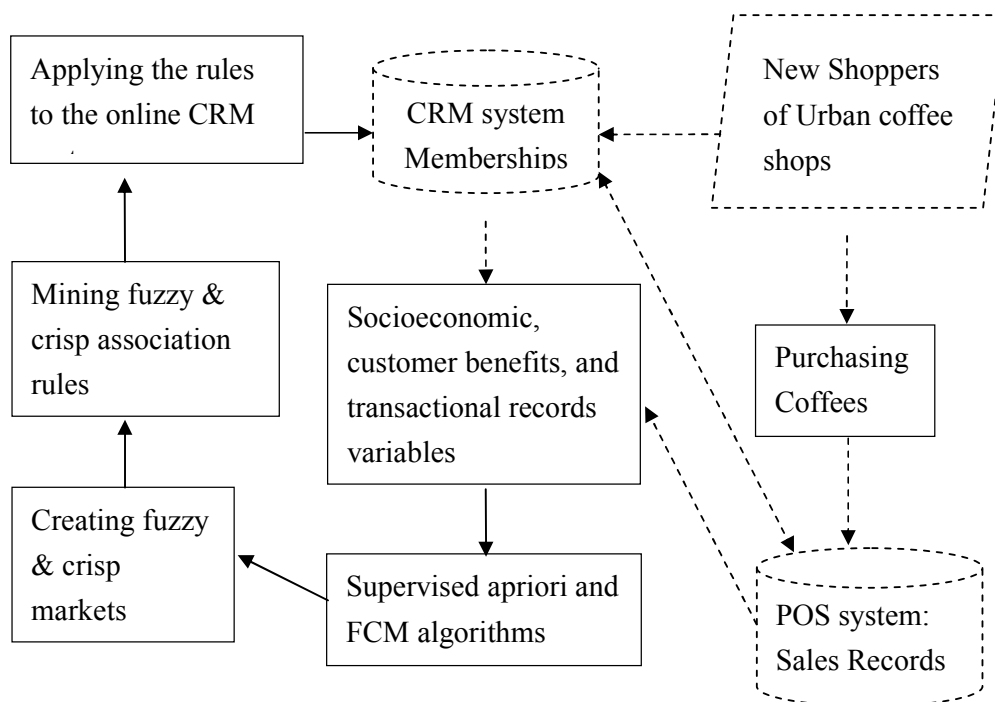 Applying the rules
to the online CRM
CRM system
Memberships
New Shoppers
of Urban coffee
shops
Mining fuzzy &
crisp association
rules
Socioeconomic,
customer benefits, and
transactional records
variables
Purchasing
Coffees
Creating fuzzy
& crisp
markets
Supervised apriori and
FCM algorithms
POS system:
Sales Records